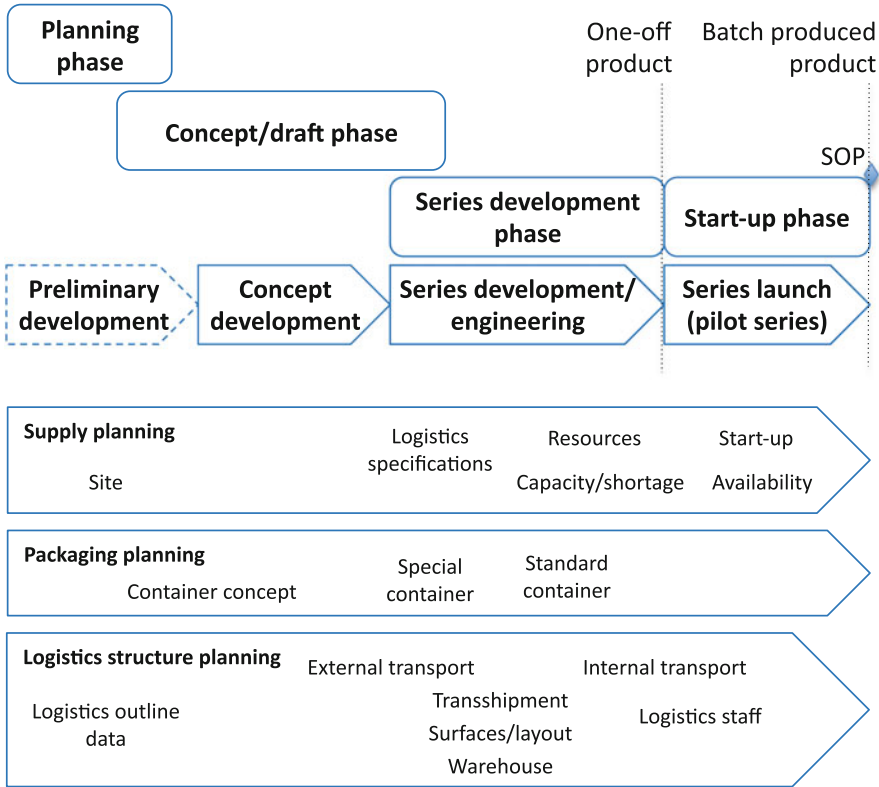 Planning
phase
One-off
product
Batch produced
product
Concept/draft phase
SOP
Series development
phase
Start-up phase
Preliminary
development
Concept
development
Series development/
engineering
Series launch
(pilot series)
Supply planning
Site
Logistics
specifications
Resources
Capacity/shortage
Start-up
Availability
Packaging planning
Container concept
Special
container
Standard
container
Logistics structure planning
Logistics outline
data
External transport
Transshipment
Surfaces/layout
Warehouse
Internal transport
Logistics staff